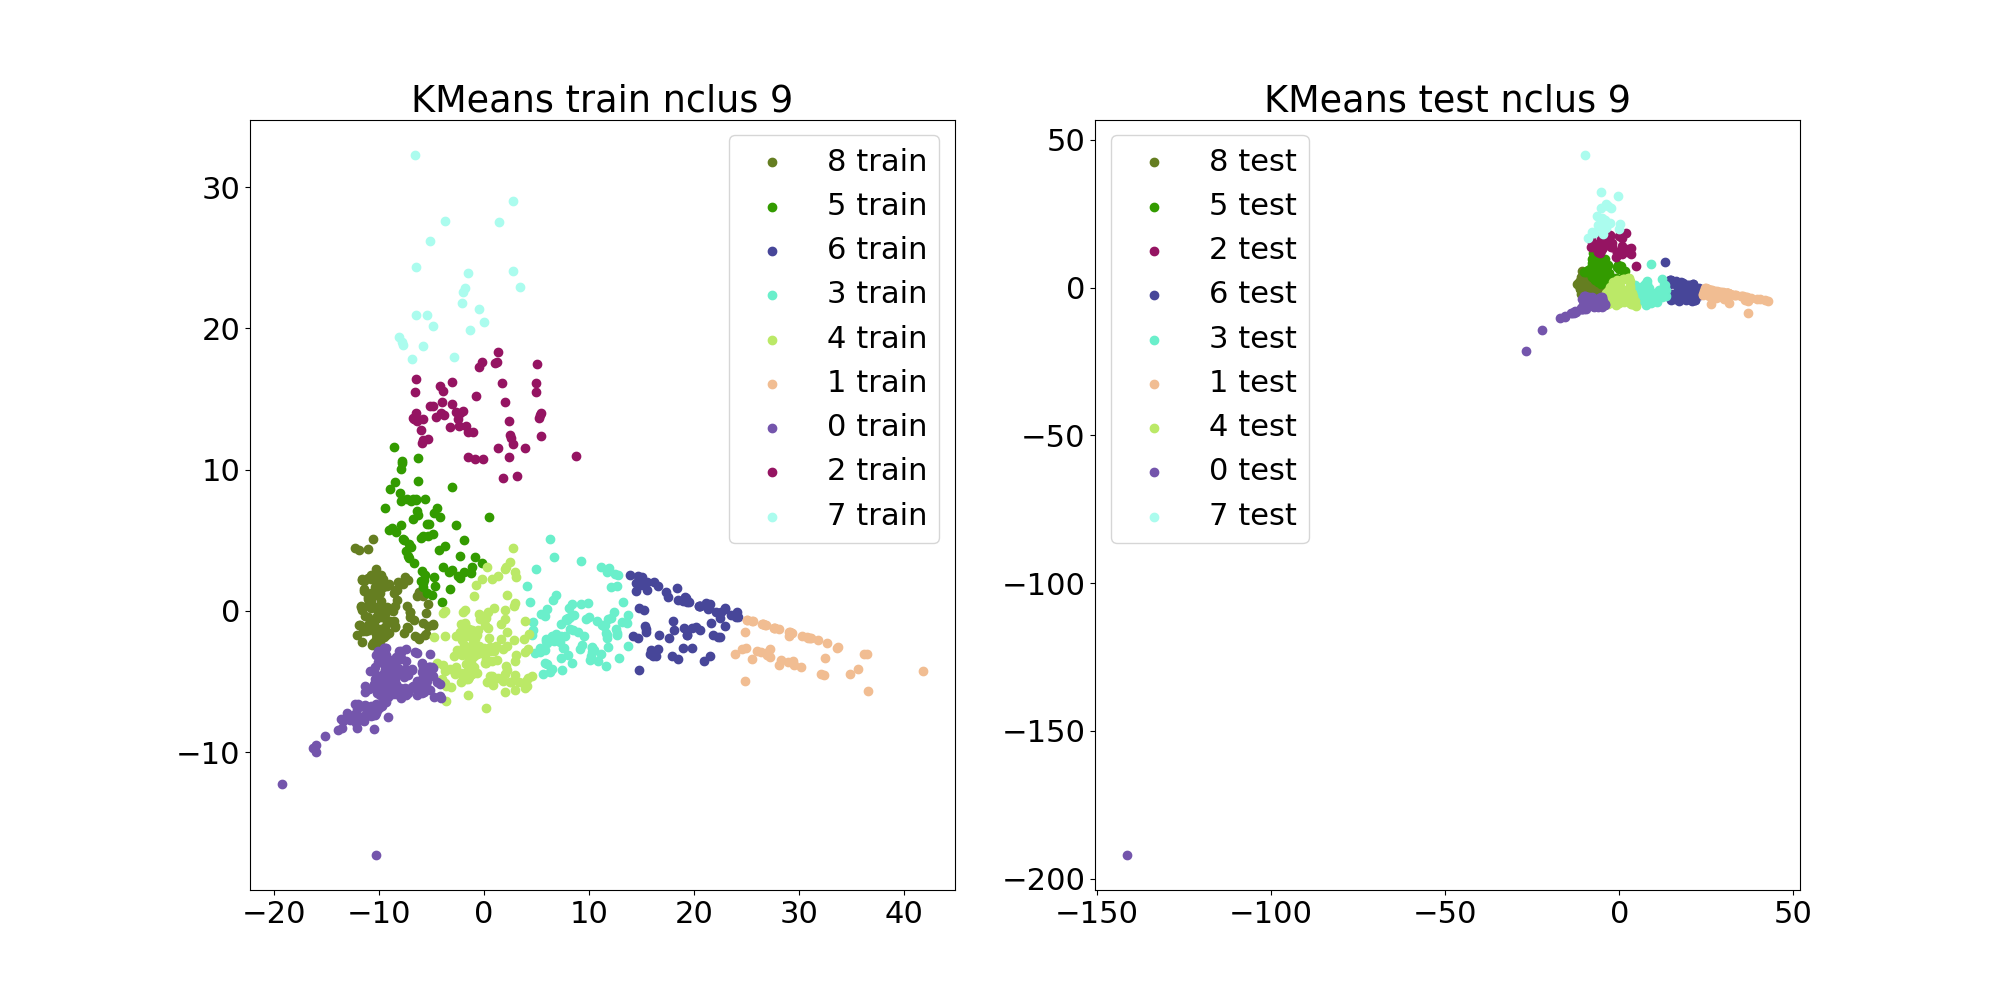 KMeans train nclus 9
30
20
10
0
−10
−20
−10
0
10
20
30
40
8 train
5 train
6 train
3 train
4 train
1 train
0 train
2 train
7 train
KMeans test nclus 9
50
0
−50
−100
−150
−200
−150
−100
−50
0
50
8 test
5 test
2 test
6 test
3 test
1 test
4 test
0 test
7 test